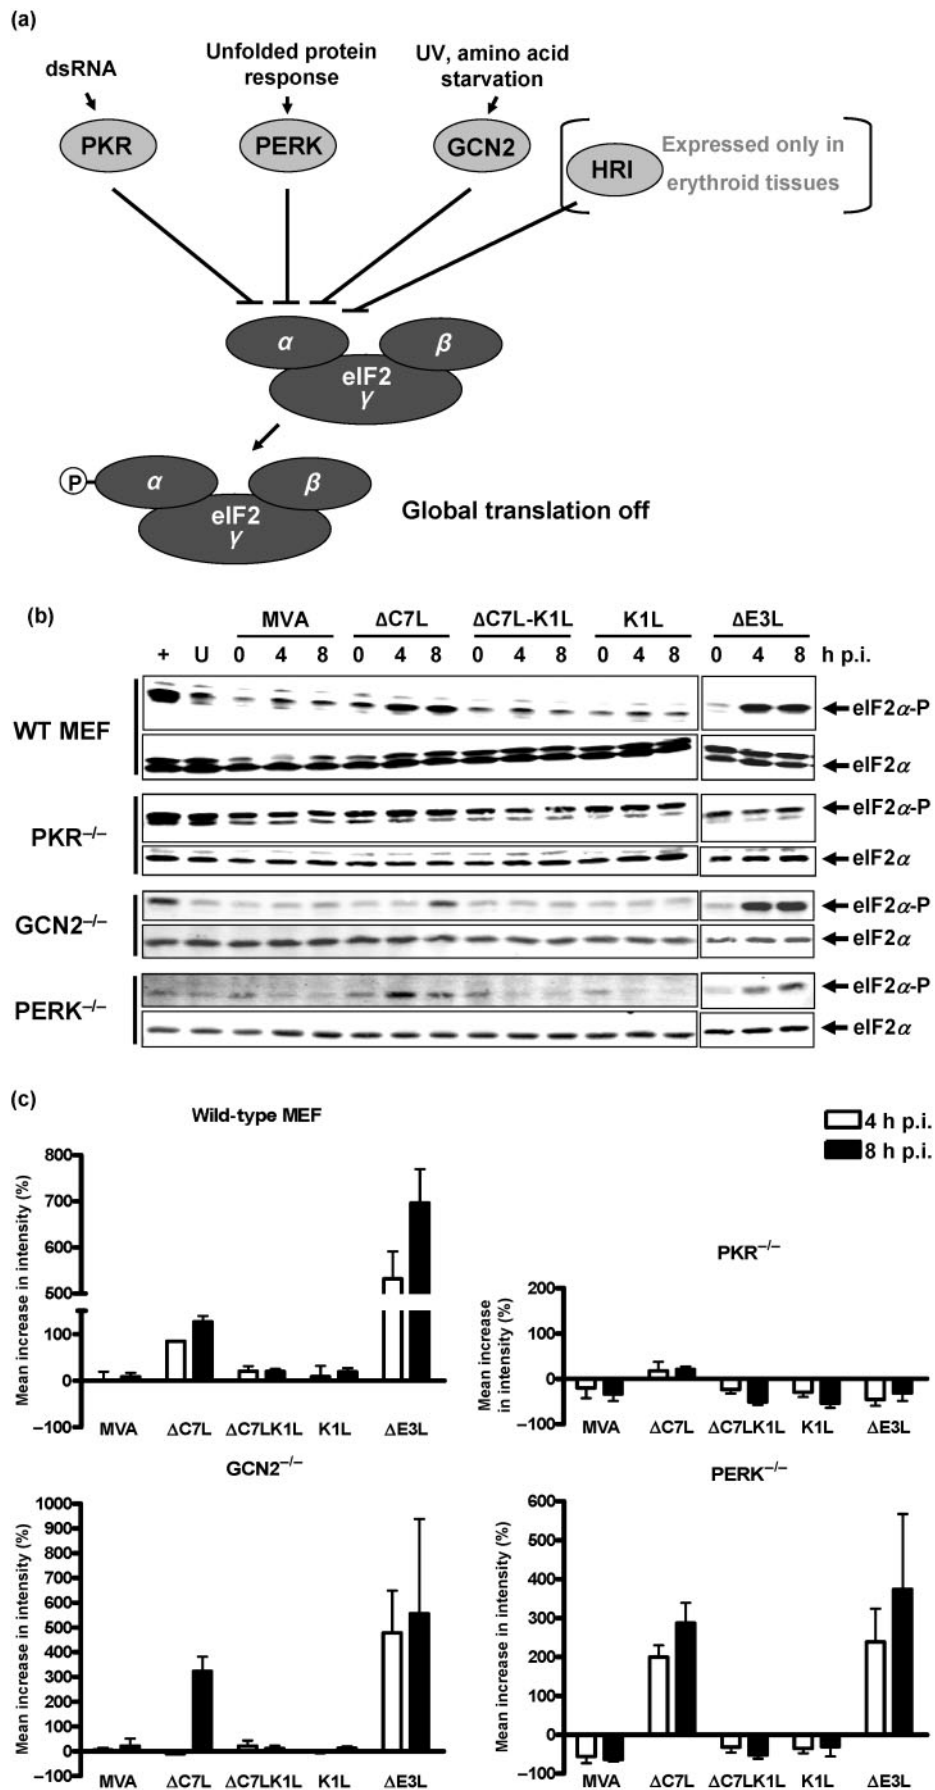 (a)
dsRNA
Unfolded protein
response
UV, amino acid
starvation
PKR
PERK
GCN2
HRI
Expressed only in
erythroid tissues
α
β
eIF2
γ
P
α
β
eIF2
γ
Global translation off
(b)
MVA ΔC7L ΔC7L-K1L K1L ΔE3L
+ U 0 4 8 0 4 8 0 4 8 0 4 8 0 4 8 h p.i.
WT MEF
eIF2α-P
eIF2α
PKR–/–
eIF2α-P
eIF2α
GCN2–/–
eIF2α-P
eIF2α
PERK–/–
eIF2α-P
eIF2α
(c)
4 h p.i.
8 h p.i.
Wild-type MEF
Mean increase in intensity (%)
800
700
600
500
100
0
–100
MVA ΔC7L ΔC7LK1L K1L ΔE3L
PKR–/–
Mean increase
in intensity (%)
200
100
0
–100
MVA ΔC7L ΔC7LK1L K1L ΔE3L
GCN2–/–
Mean increase in intensity (%)
1000
900
800
700
600
500
400
300
200
100
0
–100
MVA ΔC7L ΔC7LK1L K1L ΔE3L
PERK–/–
Mean increase in intensity (%)
600
500
400
300
200
100
0
–100
MVA ΔC7L ΔC7LK1L K1L ΔE3L